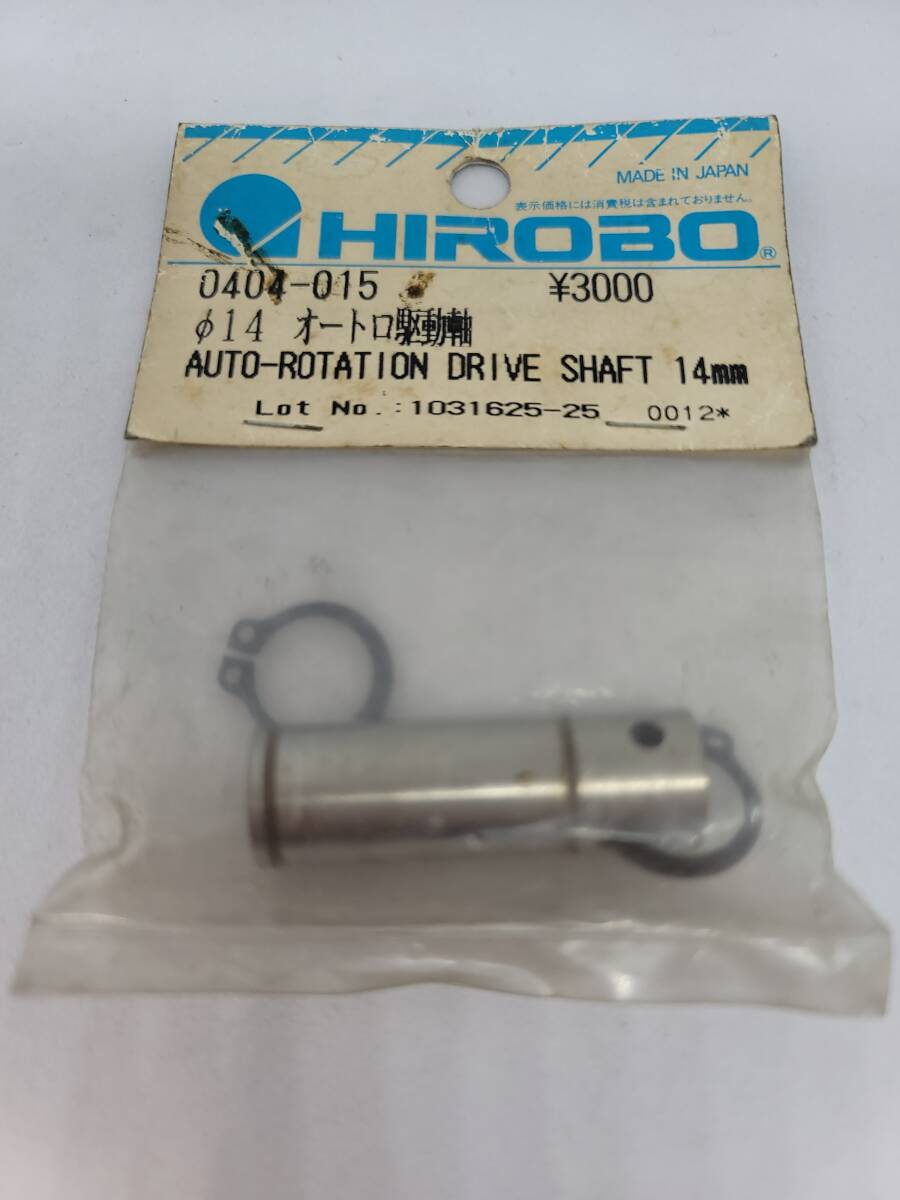 MADE IN JAPAN
表示価格には消費税は含まれておりません。
HIROBO®
0404-015 ¥3000
φ14 オートロ駆動軸
AUTO-ROTATION DRIVE SHAFT 14mm
Lot No.:1031625-25 0012*